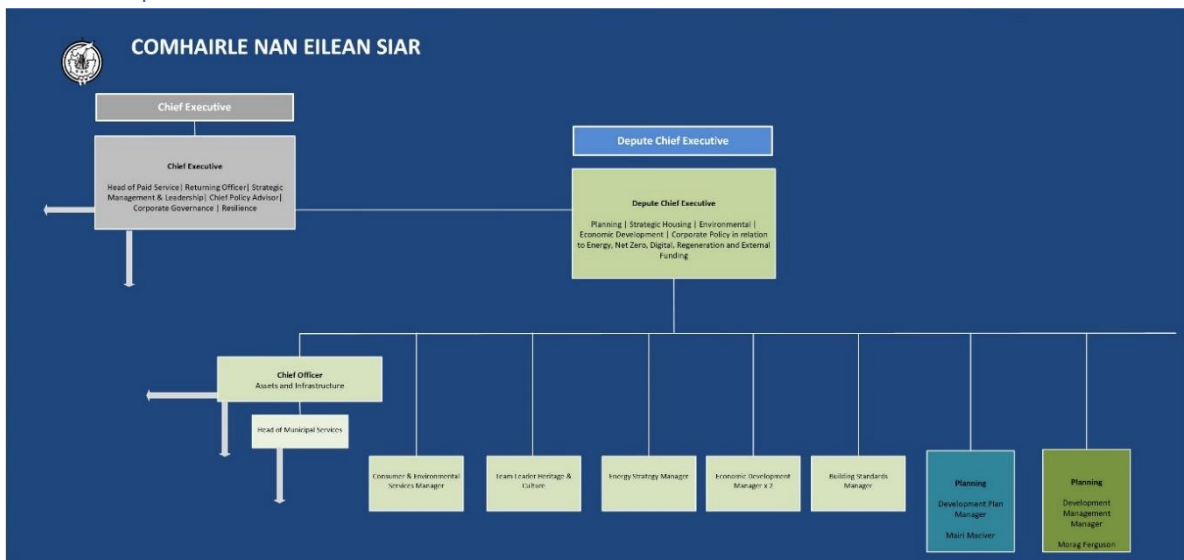 COMHAIRLE NAN EILEAN SIAR
Chief Executive
Chief Executive
Head of Paid Service| Returning Officer| Strategic
Management & Leadership| Chief Policy Advisor|
Corporate Governance | Resilience
Depute Chief Executive
Depute Chief Executive
Planning | Strategic Housing | Environmental |
Economic Development | Corporate Policy in relation
to Energy, Net Zero, Digital, Regeneration and External
Funding
Chief Officer
Assets and Infrastructure
Head of Municipal Services
Consumer & Environmental
Services Manager
Team Leader Heritage &
Culture
Energy Strategy Manager
Economic Development
Manager x 2
Building Standards
Manager
Planning
Development Plan
Manager
Mairi Maciver
Planning
Development
Management
Manager
Morag Ferguson